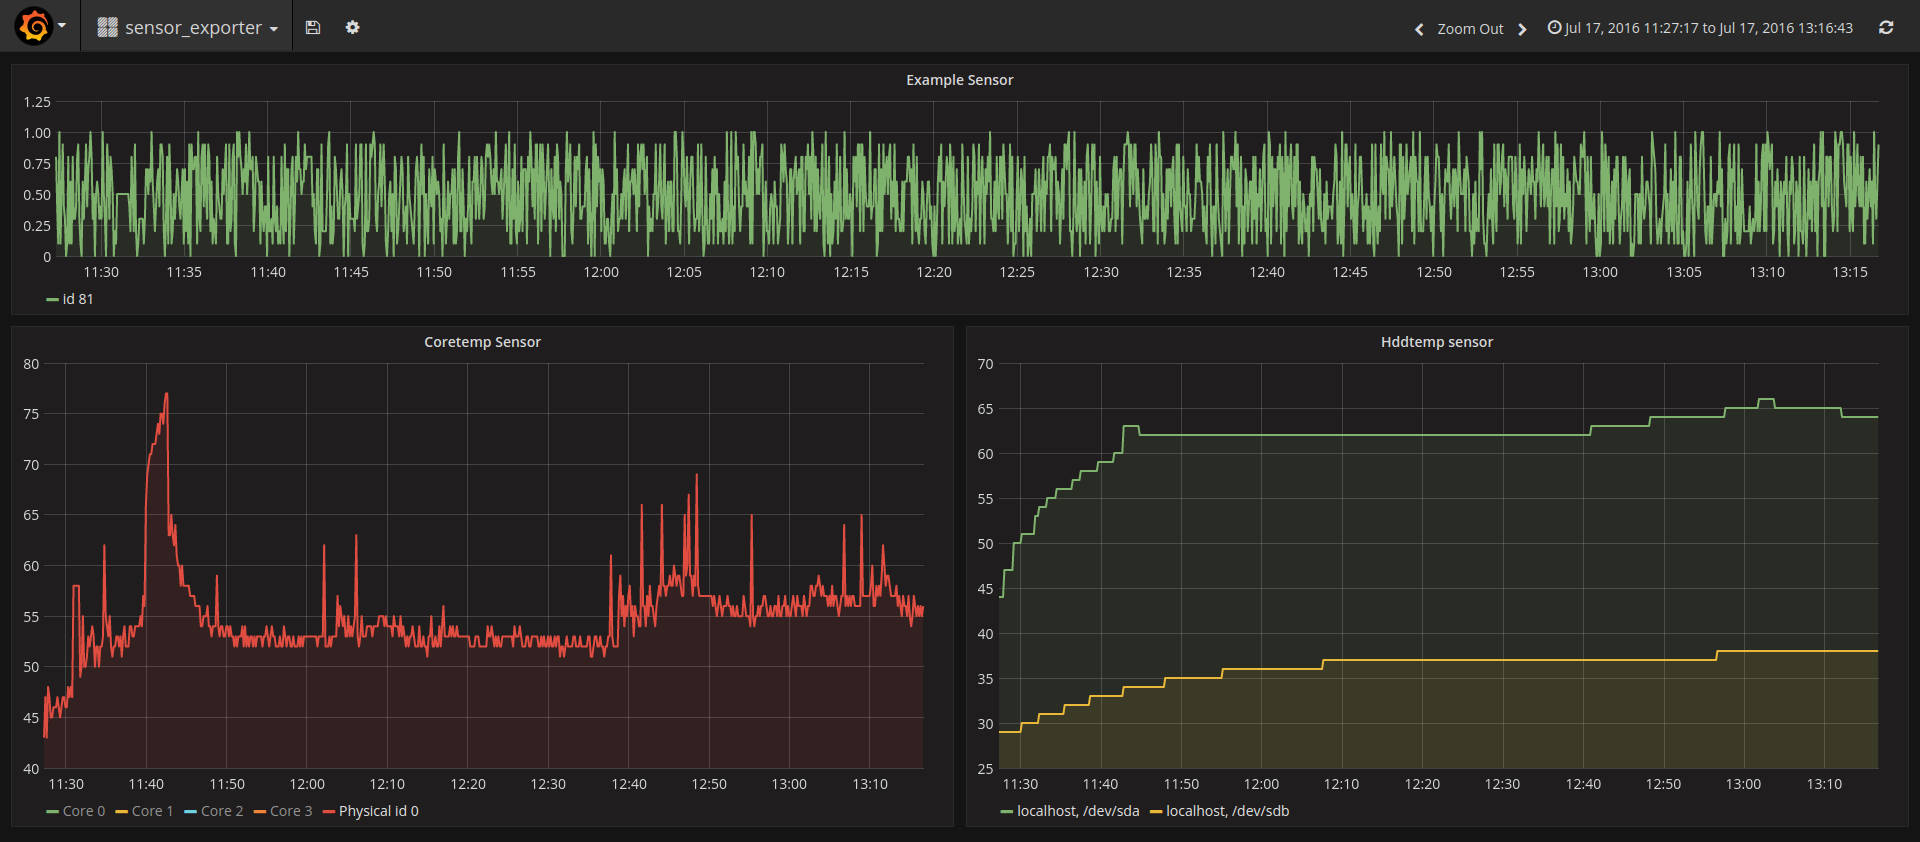 sensor_exporter Zoom Out Jul 17, 2016 11:27:17 to Jul 17, 2016 13:16:43
Example Sensor
1.25
1.00
0.75
0.50
0.25
0
11:30 11:35 11:40 11:45 11:50 11:55 12:00 12:05 12:10 12:15 12:20 12:25 12:30 12:35 12:40 12:45 12:50 12:55 13:00 13:05 13:10 13:15
id 81
Coretemp Sensor
80
75
70
65
60
55
50
45
40
11:30 11:40 11:50 12:00 12:10 12:20 12:30 12:40 12:50 13:00 13:10
Core 0 Core 1 Core 2 Core 3 Physical id 0
Hddtemp sensor
70
65
60
55
50
45
40
35
30
25
11:30 11:40 11:50 12:00 12:10 12:20 12:30 12:40 12:50 13:00 13:10
localhost, /dev/sda localhost, /dev/sdb